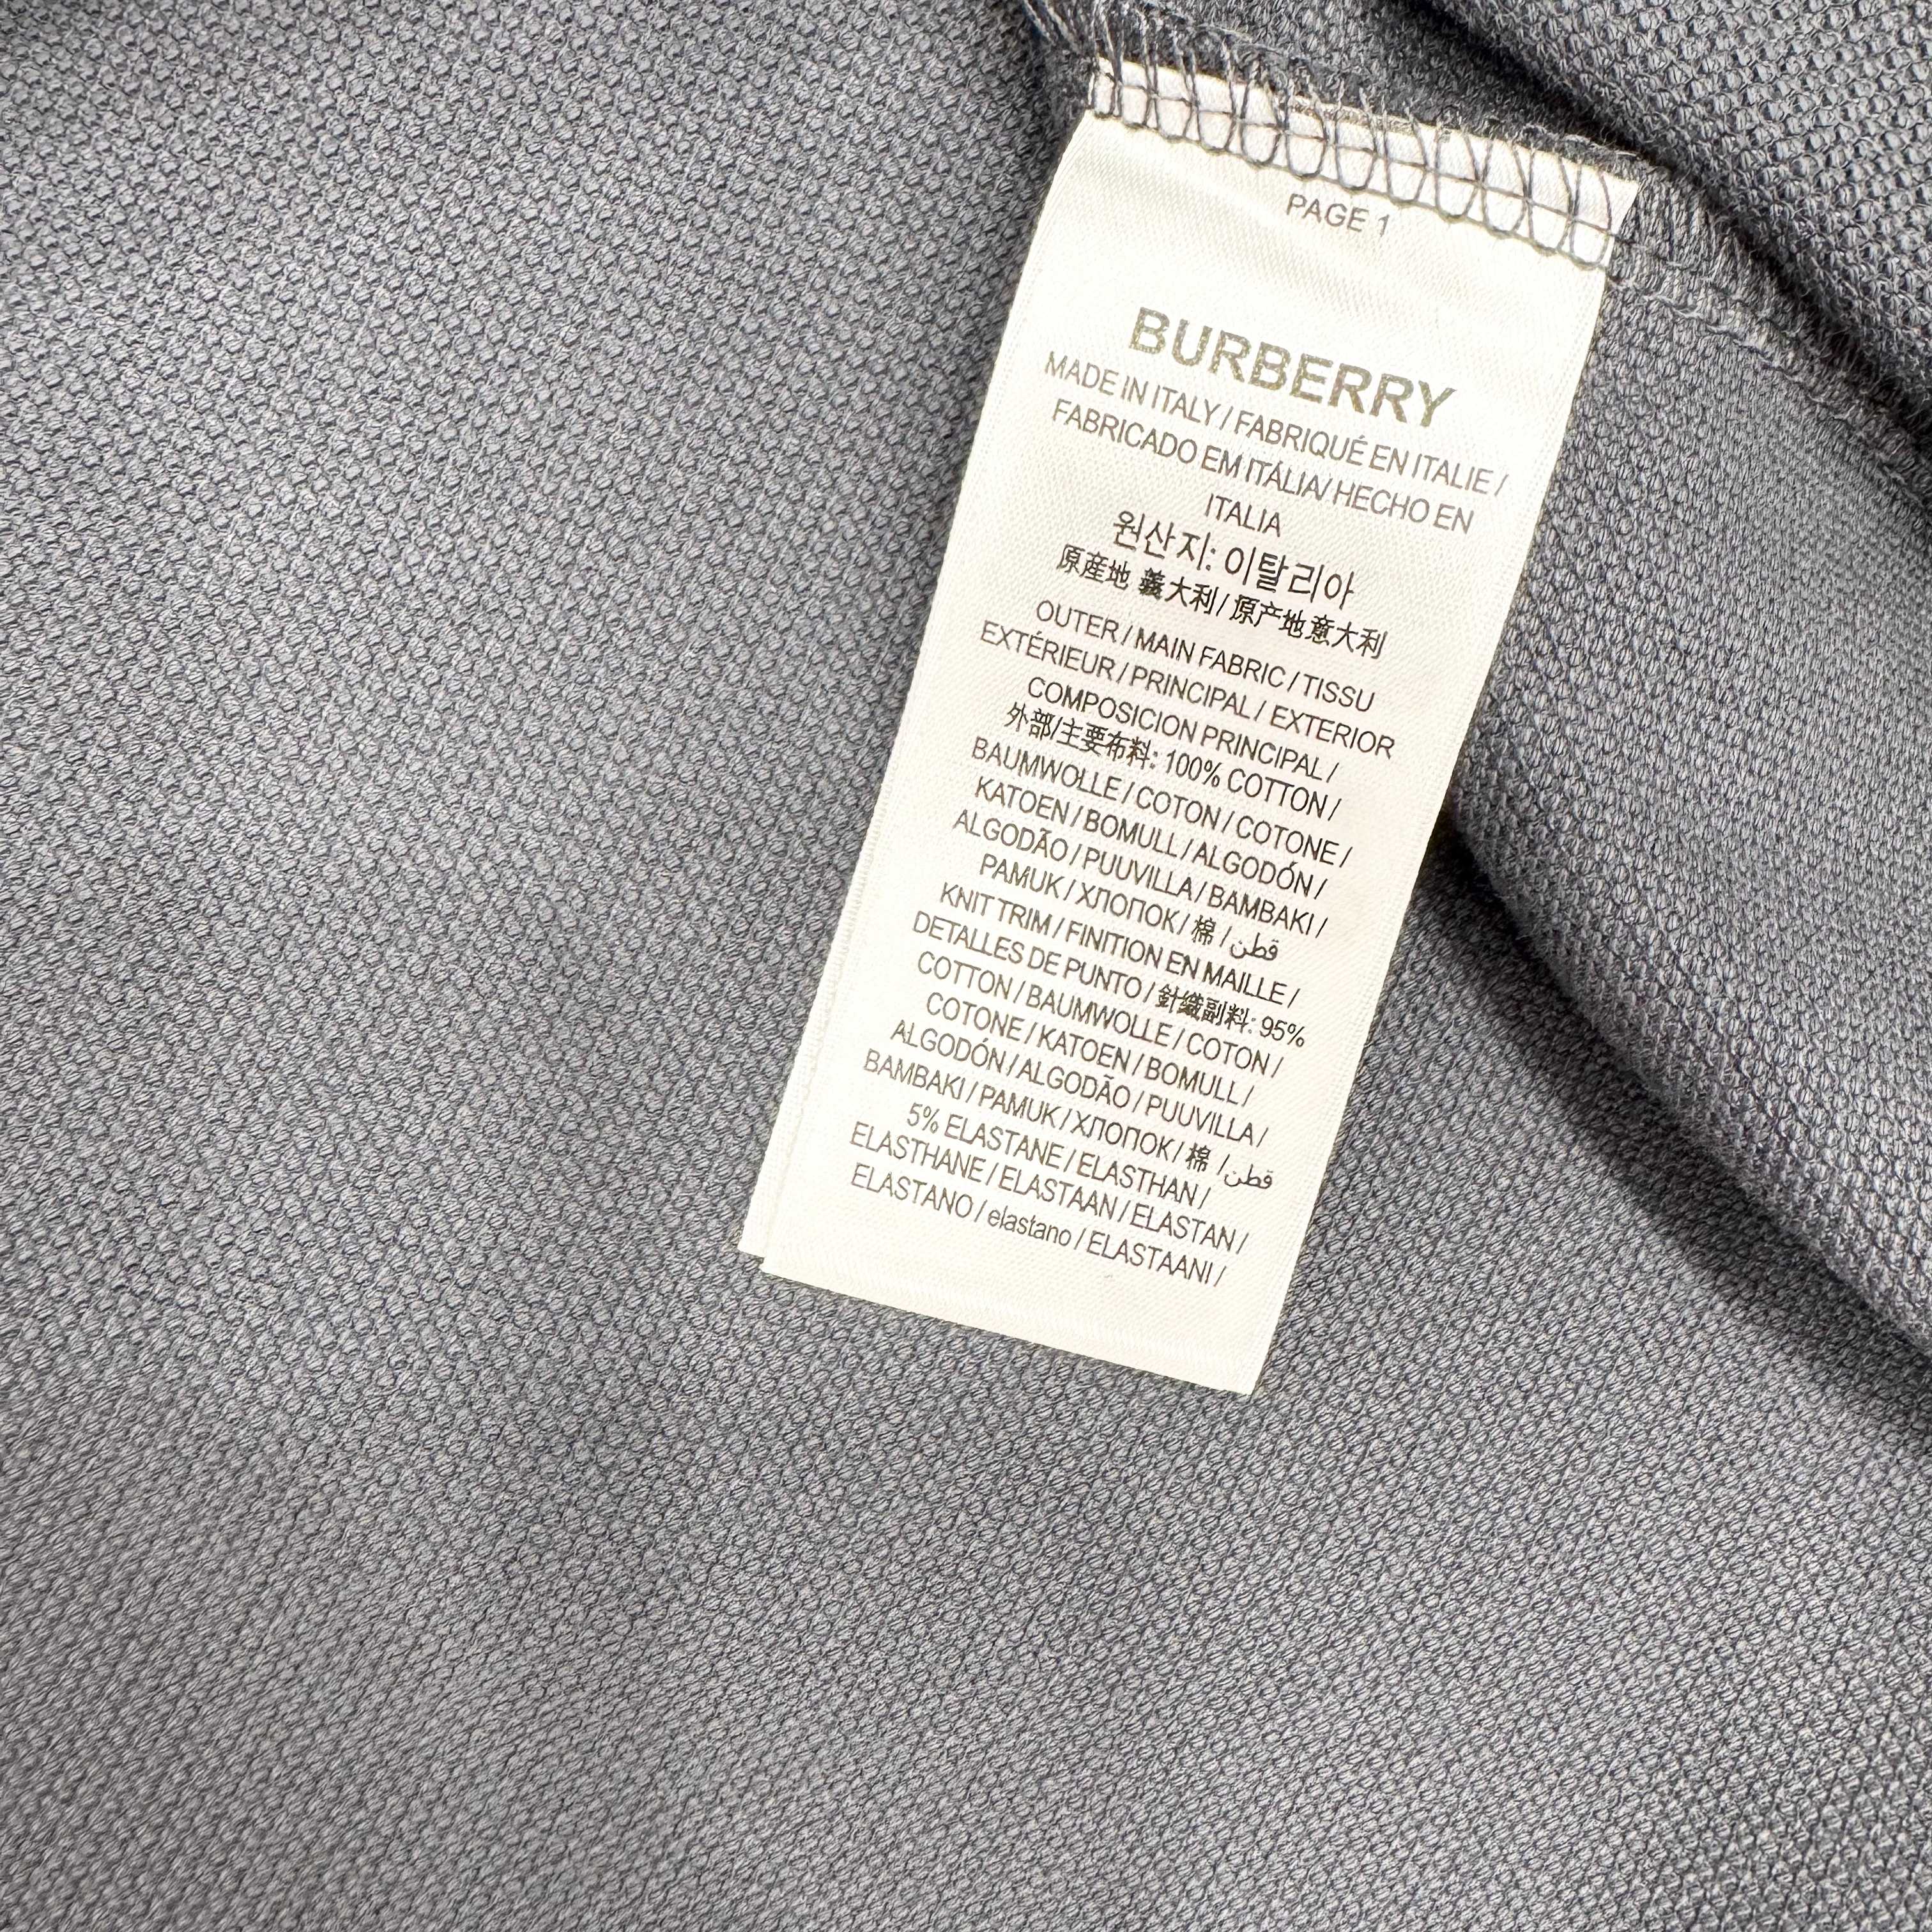 PAGE 1
BURBERRY
MADE IN ITALY / FABRIQUÉ EN ITALIE /
FABRICADO EM ITÁLIA/ HECHO EN
ITALIA
원산지: 이탈리아
原産地 義大利/ 原产地意大利
OUTER / MAIN FABRIC / TISSU
EXTÉRIEUR / PRINCIPAL / EXTERIOR
COMPOSICION PRINCIPAL /
外部/主要布料: 100% COTTON /
BAUMWOLLE / COTON / COTONE /
KATOEN / BOMULL / ALGODÓN /
ALGODÃO / PUUVILLA / BAMBAKI /
PAMUK / ХЛОПОК / 棉 / قطن
KNIT TRIM / FINITION EN MAILLE /
DETALLES DE PUNTO / 針織副料: 95%
COTTON / BAUMWOLLE / COTON /
COTONE / KATOEN / BOMULL /
ALGODÓN / ALGODÃO / PUUVILLA /
BAMBAKI / PAMUK / ХЛОПОК / 棉 / قطن
5% ELASTANE / ELASTHAN /
ELASTHANE / ELASTAAN / ELASTAN /
ELASTANO / elastano / ELASTAANI /